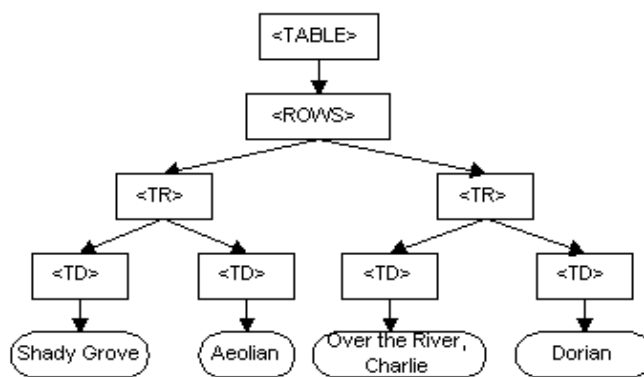 <TABLE>
<ROWS>
<TR>
<TR>
<TD>
<TD>
<TD>
<TD>
Shady Grove
Aeolian
Over the River,
Charlie
Dorian